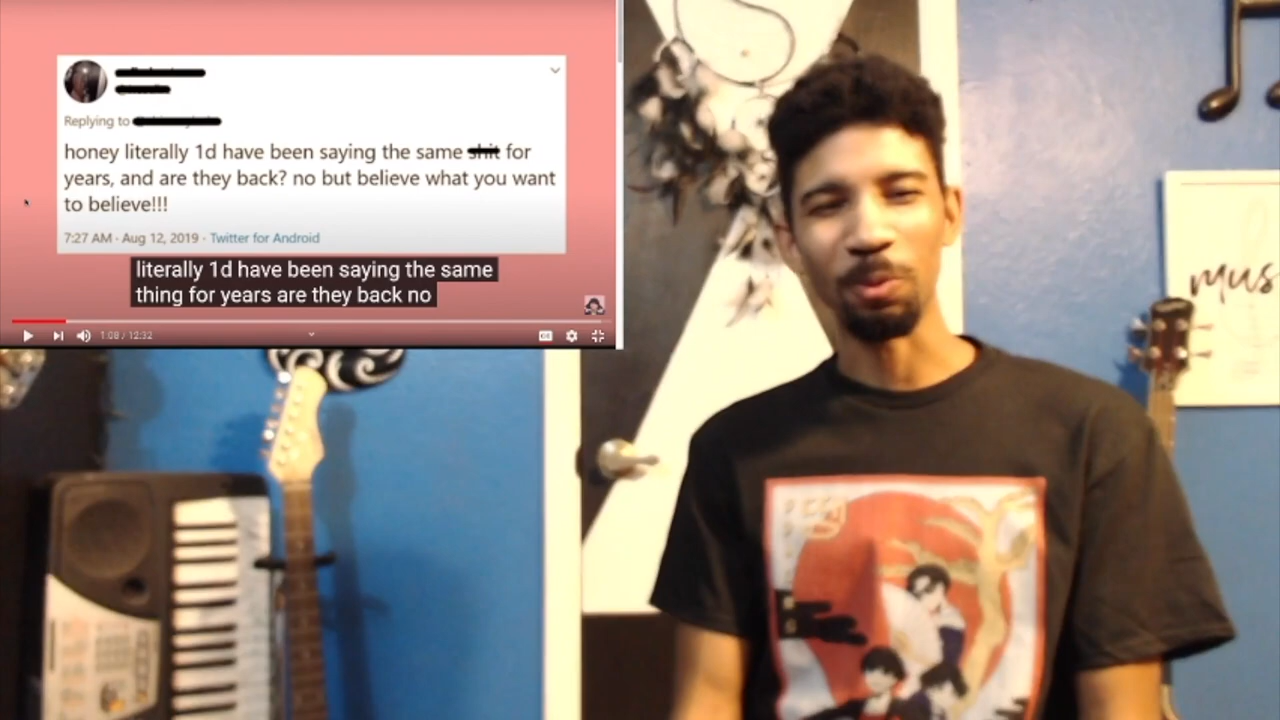 Replying to
honey literally 1d have been saying the same shit for
years, and are they back? no but believe what you want
to believe!!!
7:27 AM · Aug 12, 2019 · Twitter for Android
literally 1d have been saying the same
thing for years are they back no
1:08 / 12:32
mus